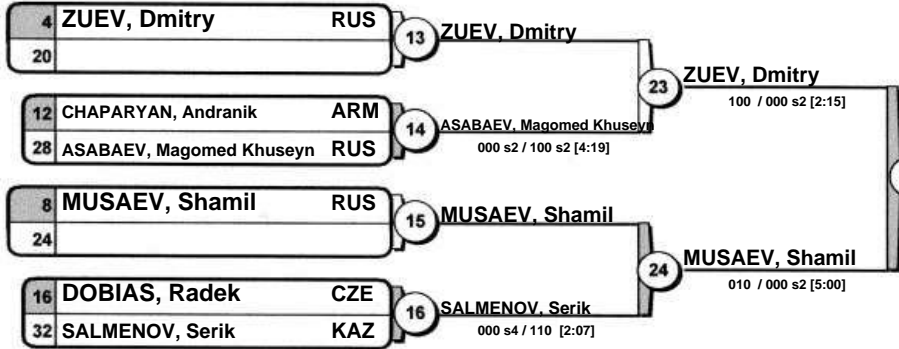 4 ZUEV, Dmitry RUS
20
13 ZUEV, Dmitry
12 CHAPARYAN, Andranik ARM
28 ASABAEV, Magomed Khuseyn RUS
14 ASABAEV, Magomed Khuseyn
000 s2 / 100 s2 [4:19]
23 ZUEV, Dmitry
100 / 000 s2 [2:15]
8 MUSAEV, Shamil RUS
24
15 MUSAEV, Shamil
16 DOBIAS, Radek CZE
32 SALMENOV, Serik KAZ
16 SALMENOV, Serik
000 s4 / 110 [2:07]
24 MUSAEV, Shamil
010 / 000 s2 [5:00]